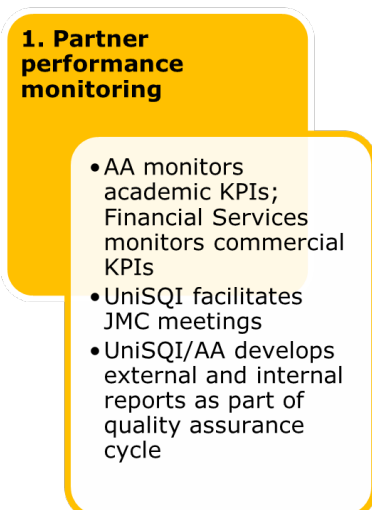 1. Partner
performance
monitoring
•AA monitors
academic KPIs;
Financial Services
monitors commercial
KPIs
•UniSQI facilitates
JMC meetings
•UniSQI/AA develops
external and internal
reports as part of
quality assurance
cycle